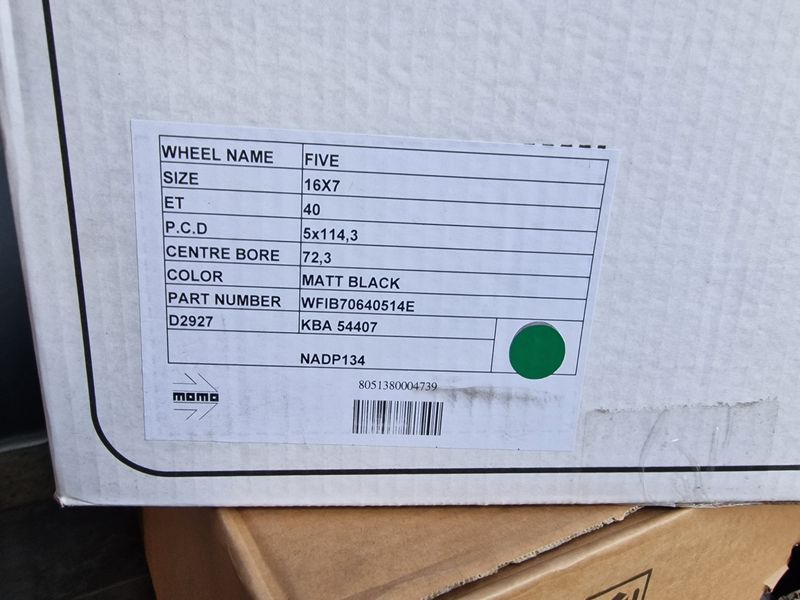 WHEEL NAME FIVE
SIZE 16X7
ET 40
P.C.D 5x114,3
CENTRE BORE 72,3
COLOR MATT BLACK
PART NUMBER WFIB70640514E
D2927 KBA 54407
NADP134
momo
8051380004739